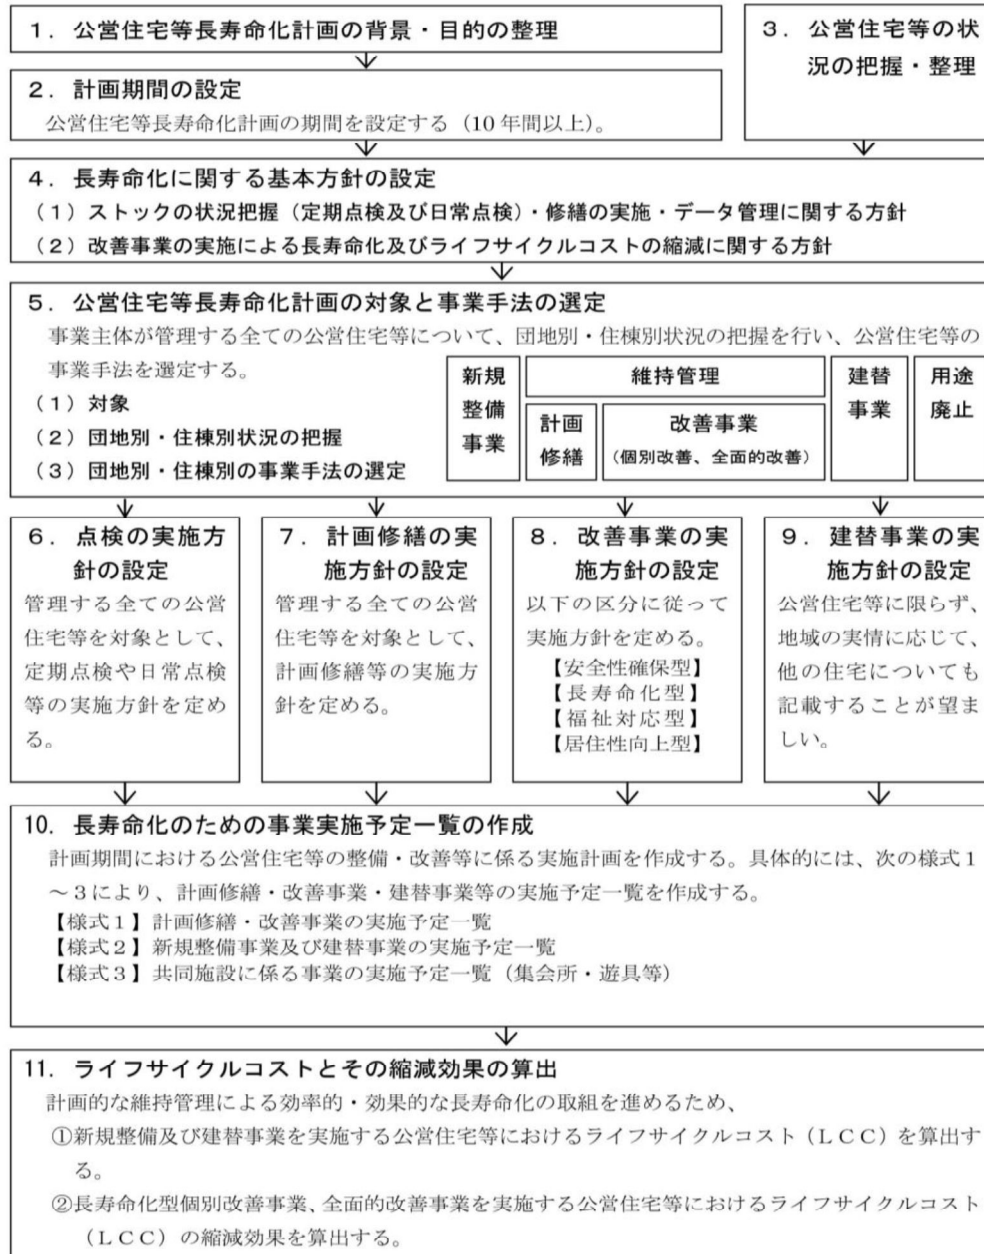 1．公営住宅等長寿命化計画の背景・目的の整理
2．計画期間の設定
公営住宅等長寿命化計画の期間を設定する（10年間以上）。
3．公営住宅等の状
況の把握・整理
4．長寿命化に関する基本方針の設定
（1）ストックの状況把握（定期点検及び日常点検）・修繕の実施・データ管理に関する方針
（2）改善事業の実施による長寿命化及びライフサイクルコストの縮減に関する方針
5．公営住宅等長寿命化計画の対象と事業手法の選定
事業主体が管理する全ての公営住宅等について、団地別・住棟別状況の把握を行い、公営住宅等の
事業手法を選定する。
（1）対象
（2）団地別・住棟別状況の把握
（3）団地別・住棟別の事業手法の選定
新規
整備
事業
維持管理
計画
修繕
改善事業
（個別改善、全面的改善）
建替
事業
用途
廃止
6．点検の実施方
針の設定
管理する全ての公営
住宅等を対象として、
定期点検や日常点検
等の実施方針を定め
る。
7．計画修繕の実
施方針の設定
管理する全ての公営
住宅等を対象として、
計画修繕等の実施方
針を定める。
8．改善事業の実
施方針の設定
以下の区分に従って
実施方針を定める。
【安全性確保型】
【長寿命化型】
【福祉対応型】
【居住性向上型】
9．建替事業の実
施方針の設定
公営住宅等に限らず、
地域の実情に応じて、
他の住宅についても
記載することが望ま
しい。
10．長寿命化のための事業実施予定一覧の作成
計画期間における公営住宅等の整備・改善等に係る実施計画を作成する。具体的には、次の様式1
～3により、計画修繕・改善事業・建替事業等の実施予定一覧を作成する。
【様式1】計画修繕・改善事業の実施予定一覧
【様式2】新規整備事業及び建替事業の実施予定一覧
【様式3】共同施設に係る事業の実施予定一覧（集会所・遊具等）
11．ライフサイクルコストとその縮減効果の算出
計画的な維持管理による効率的・効果的な長寿命化の取組を進めるため、
①新規整備及び建替事業を実施する公営住宅等におけるライフサイクルコスト（ＬＣＣ）を算出す
る。
②長寿命化型個別改善事業、全面的改善事業を実施する公営住宅等におけるライフサイクルコスト
（ＬＣＣ）の縮減効果を算出する。